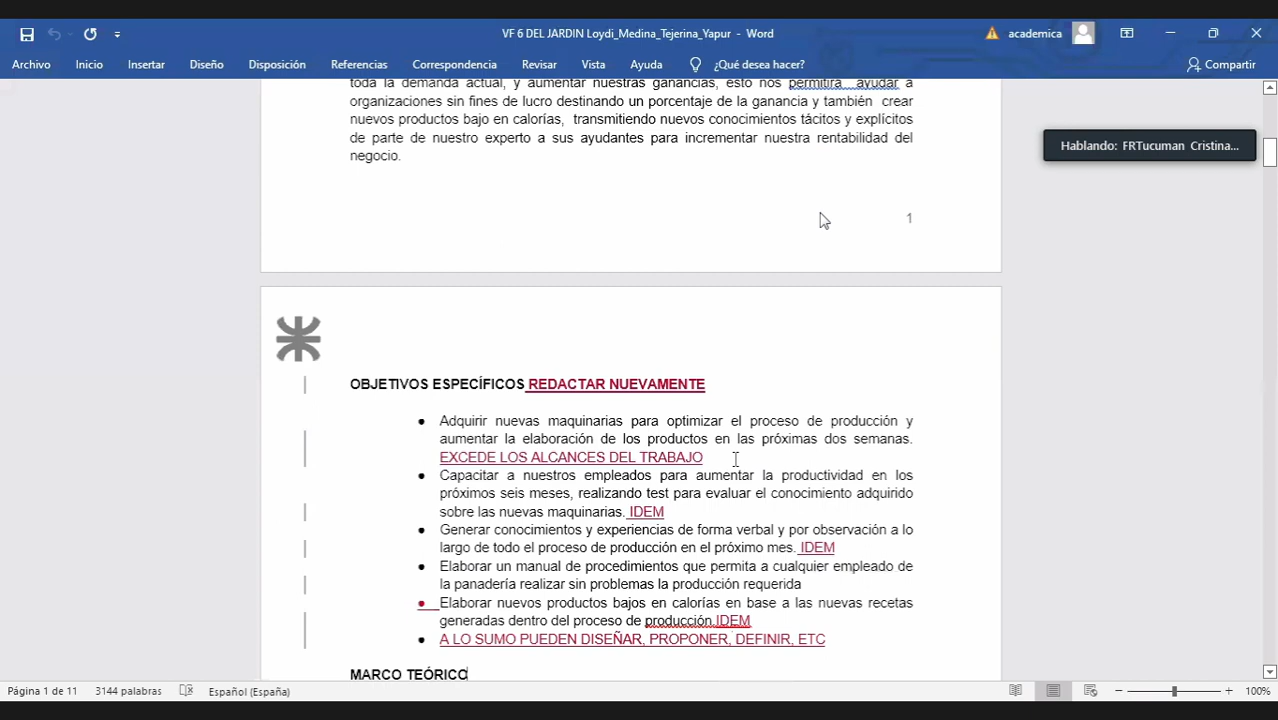 VF 6 DEL JARDIN Loydi_Medina_Tejerina_Yapur - Word
academica
Archivo Inicio Insertar Diseño Disposición Referencias Correspondencia Revisar Vista Ayuda ¿Qué desea hacer? Compartir
toda la demanda actual, y aumentar nuestras ganancias, esto nos permitira ayudar a
organizaciones sin fines de lucro destinando un porcentaje de la ganancia y también crear
nuevos productos bajo en calorías, transmitiendo nuevos conocimientos tácitos y explícitos
de parte de nuestro experto a sus ayudantes para incrementar nuestra rentabilidad del
negocio.
Hablando: FRTucuman Cristina...
1
OBJETIVOS ESPECÍFICOS REDACTAR NUEVAMENTE
● Adquirir nuevas maquinarias para optimizar el proceso de producción y
aumentar la elaboración de los productos en las próximas dos semanas.
EXCEDE LOS ALCANCES DEL TRABAJO
● Capacitar a nuestros empleados para aumentar la productividad en los
próximos seis meses, realizando test para evaluar el conocimiento adquirido
sobre las nuevas maquinarias. IDEM
● Generar conocimientos y experiencias de forma verbal y por observación a lo
largo de todo el proceso de producción en el próximo mes. IDEM
● Elaborar un manual de procedimientos que permita a cualquier empleado de
la panadería realizar sin problemas la producción requerida
● Elaborar nuevos productos bajos en calorías en base a las nuevas recetas
generadas dentro del proceso de producción.IDEM
● A LO SUMO PUEDEN DISEÑAR, PROPONER, DEFINIR, ETC
MARCO TEÓRICO
Página 1 de 11 3144 palabras Español (España) 100%